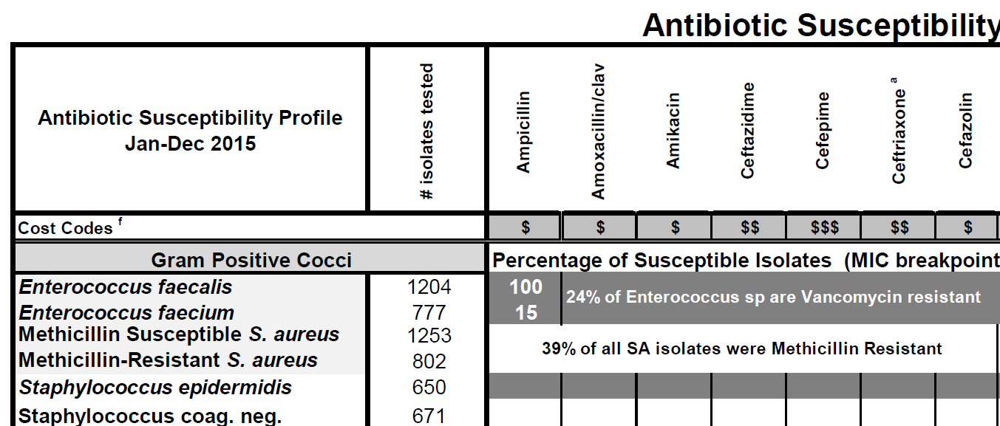 Antibiotic Susceptibility
Antibiotic Susceptibility Profile
Jan-Dec 2015
# isolates tested
Ampicillin
Amoxacillin/clav
Amikacin
Ceftazidime
Cefepime
Ceftriaxone a
Cefazolin
Cost Codes f $ $ $ $$ $$$ $$ $
Gram Positive Cocci Percentage of Susceptible Isolates (MIC breakpoint
Enterococcus faecalis 1204 100
24% of Enterococcus sp are Vancomycin resistant
Enterococcus faecium 777 15
Methicillin Susceptible S. aureus 1253
39% of all SA isolates were Methicillin Resistant
Methicillin-Resistant S. aureus 802
Staphylococcus epidermidis 650
Staphylococcus coag. neg. 671